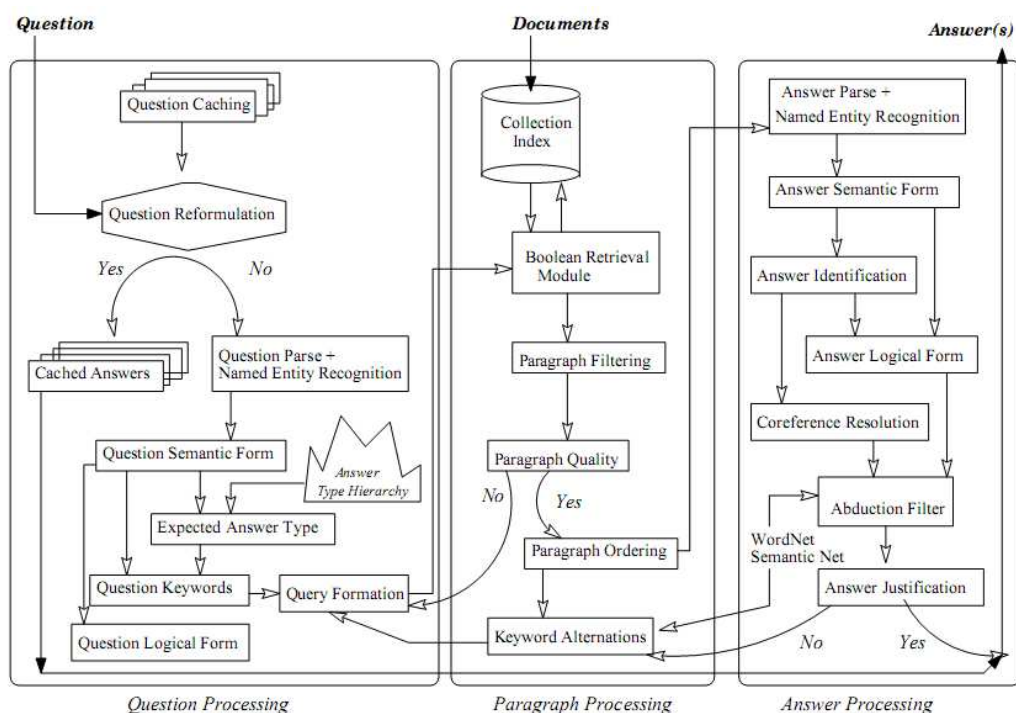 Question
Documents
Answer(s)
Question Caching
Question Reformulation
Yes
No
Cached Answers
Question Parse +
Named Entity Recognition
Question Semantic Form
Answer
Type Hierarchy
Expected Answer Type
Question Keywords
Query Formation
Question Logical Form
Question Processing
Collection
Index
Boolean Retrieval
Module
Paragraph Filtering
Paragraph Quality
No
Yes
Paragraph Ordering
Keyword Alternations
Paragraph Processing
Answer Parse +
Named Entity Recognition
Answer Semantic Form
Answer Identification
Answer Logical Form
Coreference Resolution
Abduction Filter
WordNet
Semantic Net
Answer Justification
No
Yes
Answer Processing